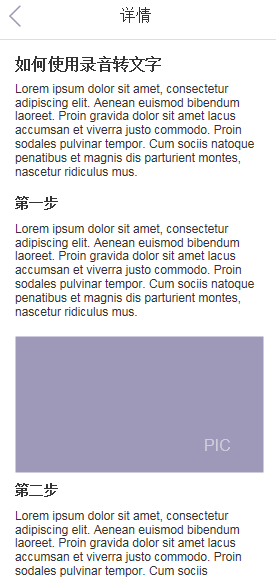 详情
如何使用录音转文字
Lorem ipsum dolor sit amet, consectetur
adipiscing elit. Aenean euismod bibendum
laoreet. Proin gravida dolor sit amet lacus
accumsan et viverra justo commodo. Proin
sodales pulvinar tempor. Cum sociis natoque
penatibus et magnis dis parturient montes,
nascetur ridiculus mus.
第一步
Lorem ipsum dolor sit amet, consectetur
adipiscing elit. Aenean euismod bibendum
laoreet. Proin gravida dolor sit amet lacus
accumsan et viverra justo commodo. Proin
sodales pulvinar tempor. Cum sociis natoque
penatibus et magnis dis parturient montes,
nascetur ridiculus mus.
PIC
第二步
Lorem ipsum dolor sit amet, consectetur
adipiscing elit. Aenean euismod bibendum
laoreet. Proin gravida dolor sit amet lacus
accumsan et viverra justo commodo. Proin
sodales pulvinar tempor. Cum sociis